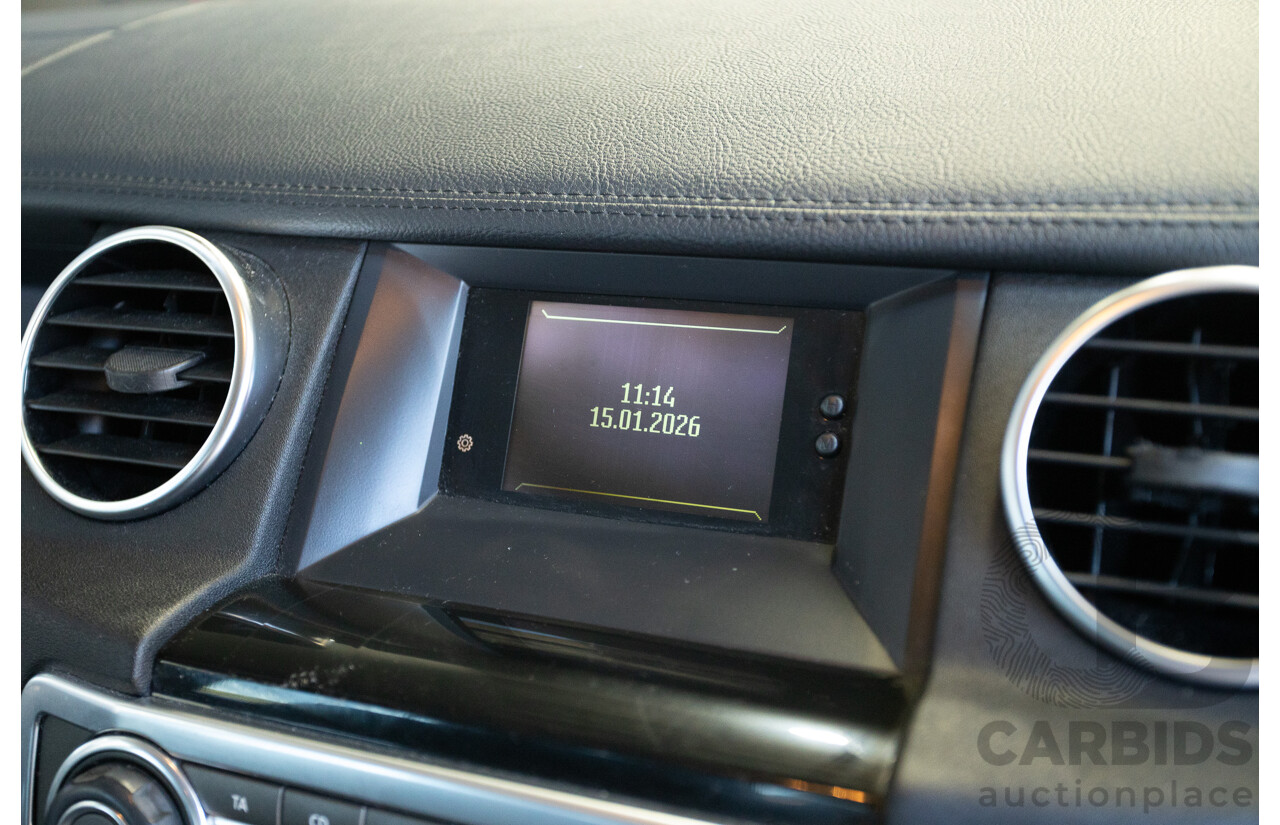 11:14
15.01.2026
TA
CARBIDS
auctionplace